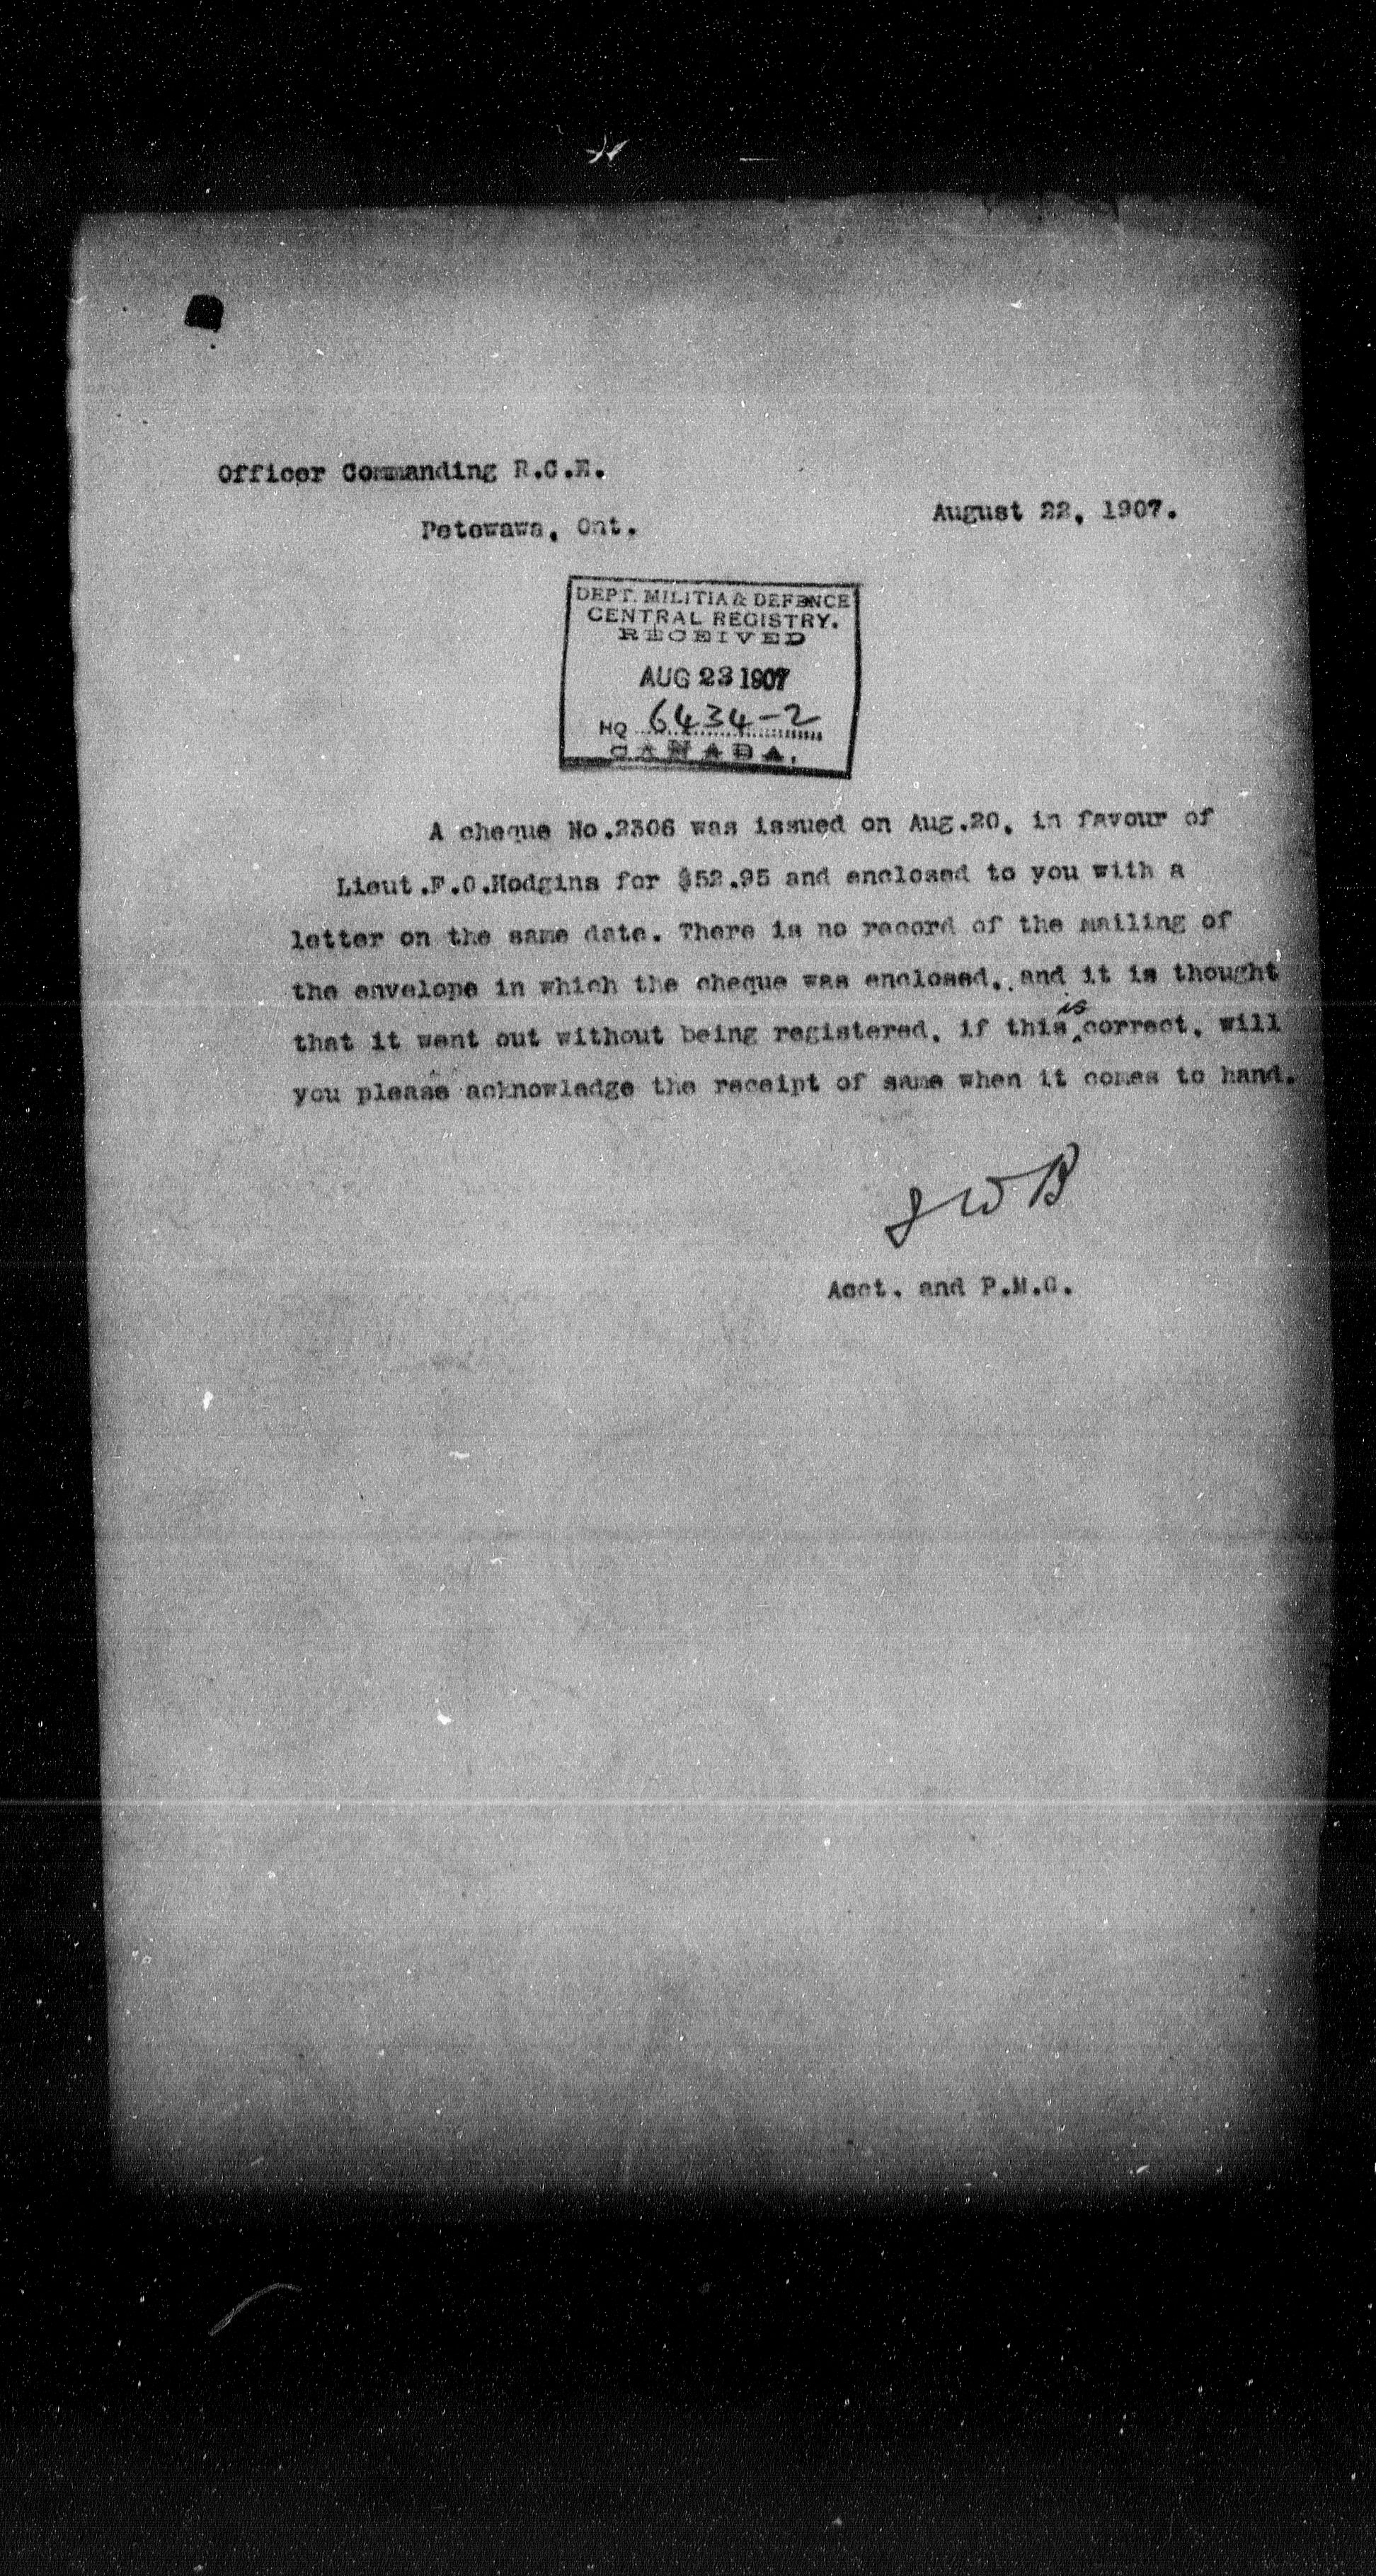 Officer Commanding R.C.E.
August 22, 1907.
Petewawa, Ont.
DEPT. MILITIA & DEFENCE
CENTRAL REGISTRY.
RECEIVED
AUG 23 1907
HQ 6434-2
CANADA.
A cheque No.2306 was issued on Aug.20, in favour of
Lieut.F.O.Hodgins for $52.95 and enclosed to you with a
letter on the same date. There is no record of the mailing of
the envelope in which the cheque was enclosed, and it is thought
that it went out without being registered, if this is correct, will
you please acknowledge the receipt of same when it comes to hand.
JWB
Acct. and P.M.G.